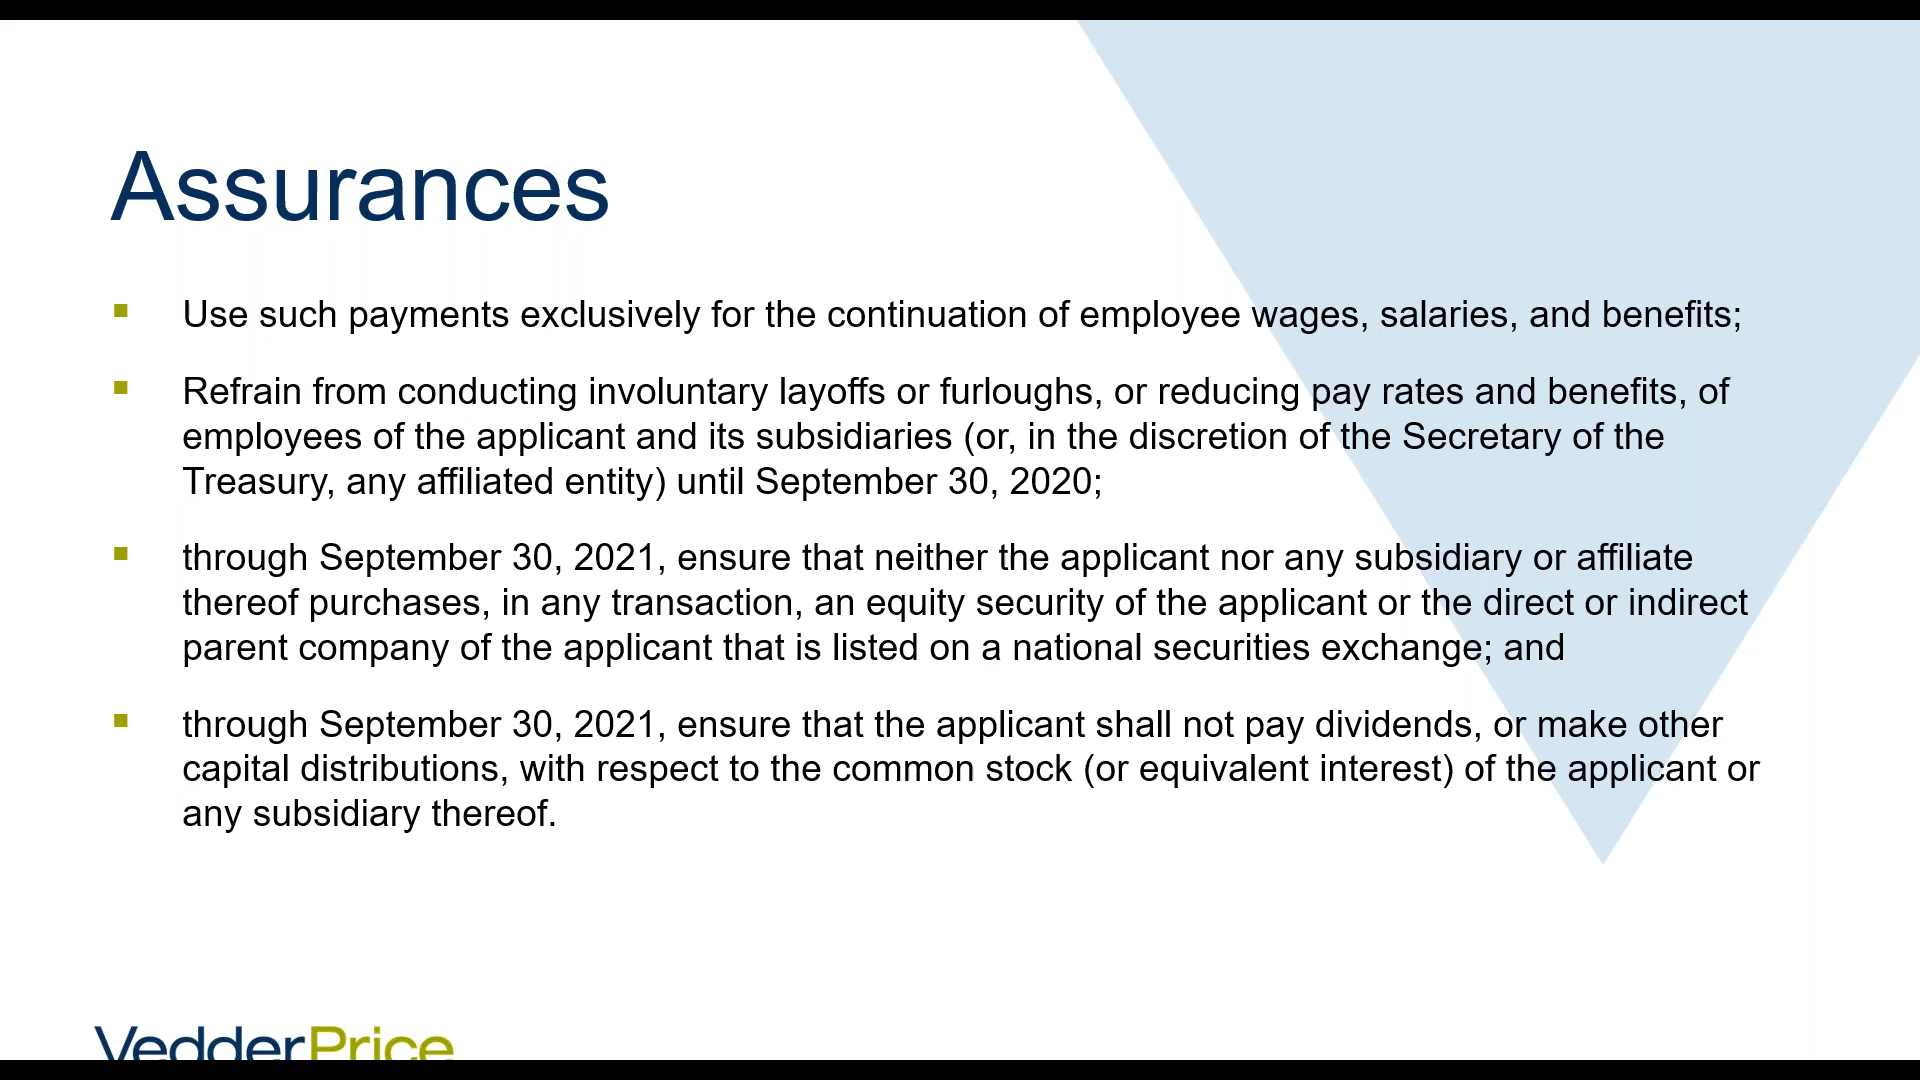 Assurances
Use such payments exclusively for the continuation of employee wages, salaries, and benefits;
Refrain from conducting involuntary layoffs or furloughs, or reducing pay rates and benefits, of
employees of the applicant and its subsidiaries (or, in the discretion of the Secretary of the
Treasury, any affiliated entity) until September 30, 2020;
through September 30, 2021, ensure that neither the applicant nor any subsidiary or affiliate
thereof purchases, in any transaction, an equity security of the applicant or the direct or indirect
parent company of the applicant that is listed on a national securities exchange; and
through September 30, 2021, ensure that the applicant shall not pay dividends, or make other
capital distributions, with respect to the common stock (or equivalent interest) of the applicant or
any subsidiary thereof.
VedderPrice